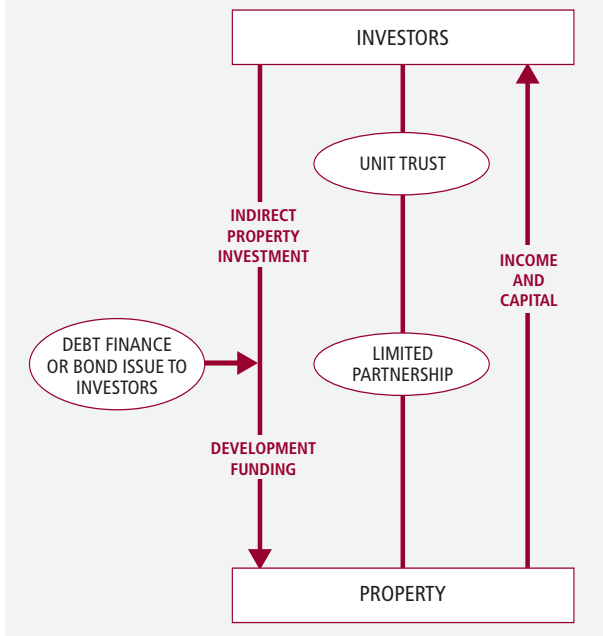 INVESTORS
UNIT TRUST
INDIRECT
PROPERTY
INVESTMENT
INCOME
AND
CAPITAL
DEBT FINANCE
OR BOND ISSUE TO
INVESTORS
LIMITED
PARTNERSHIP
DEVELOPMENT
FUNDING
PROPERTY